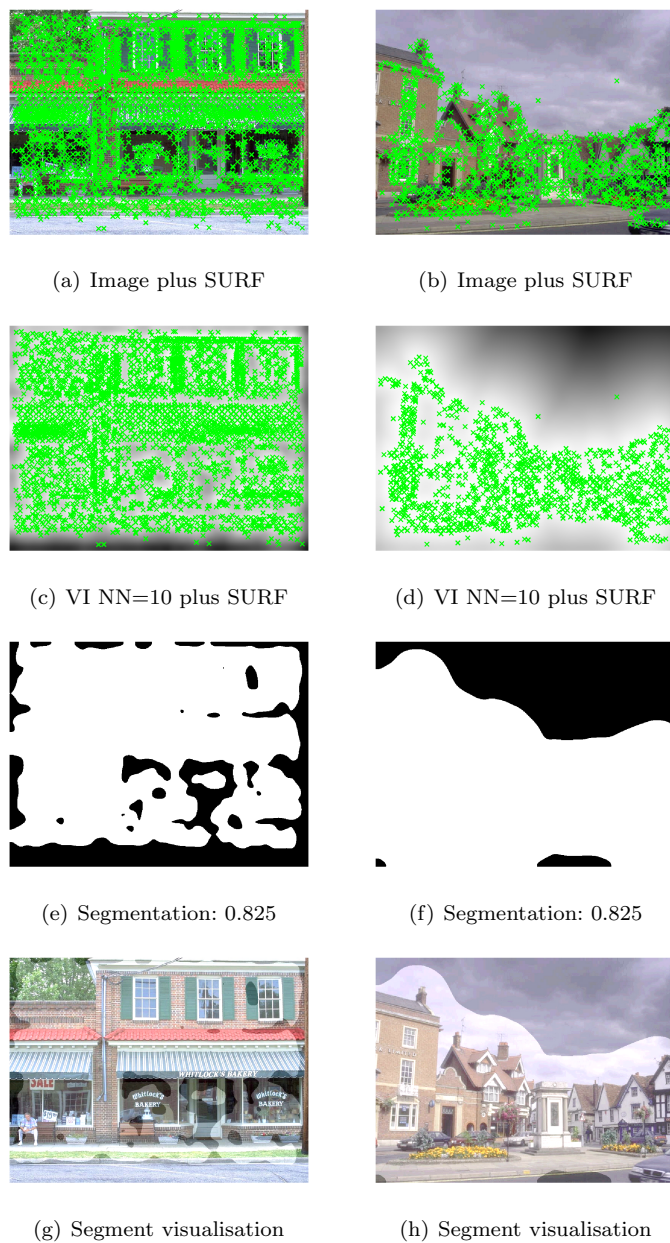 (a) Image plus SURF
(b) Image plus SURF
(c) VI NN=10 plus SURF
(d) VI NN=10 plus SURF
(e) Segmentation: 0.825
(f) Segmentation: 0.825
WHITLOCK'S BAKERY
SALE
Whitlock's
BAKERY
Whitlock's
BAKERY
(g) Segment visualisation
(h) Segment visualisation